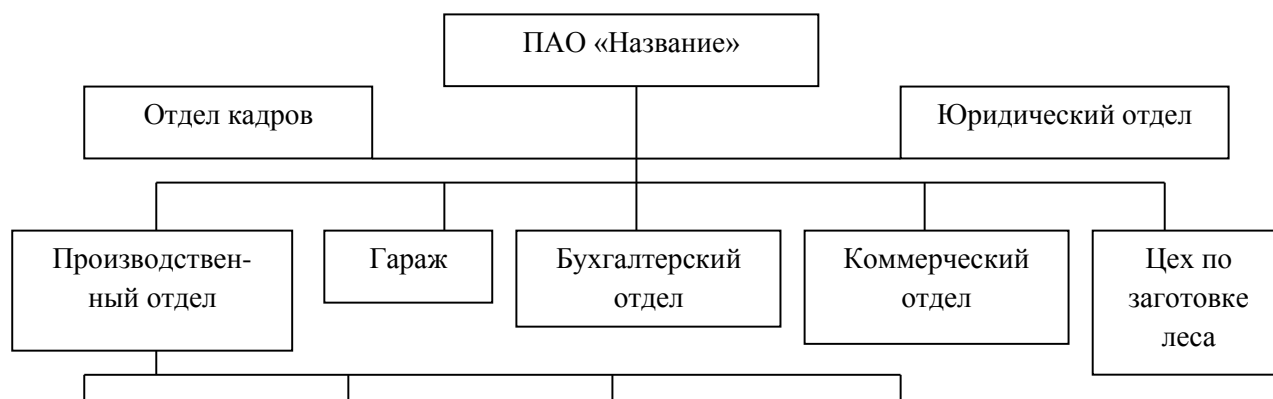 ПАО «Название»
Отдел кадров
Юридический отдел
Производствен-
ный отдел
Гараж
Бухгалтерский
отдел
Коммерческий
отдел
Цех по
заготовке
леса